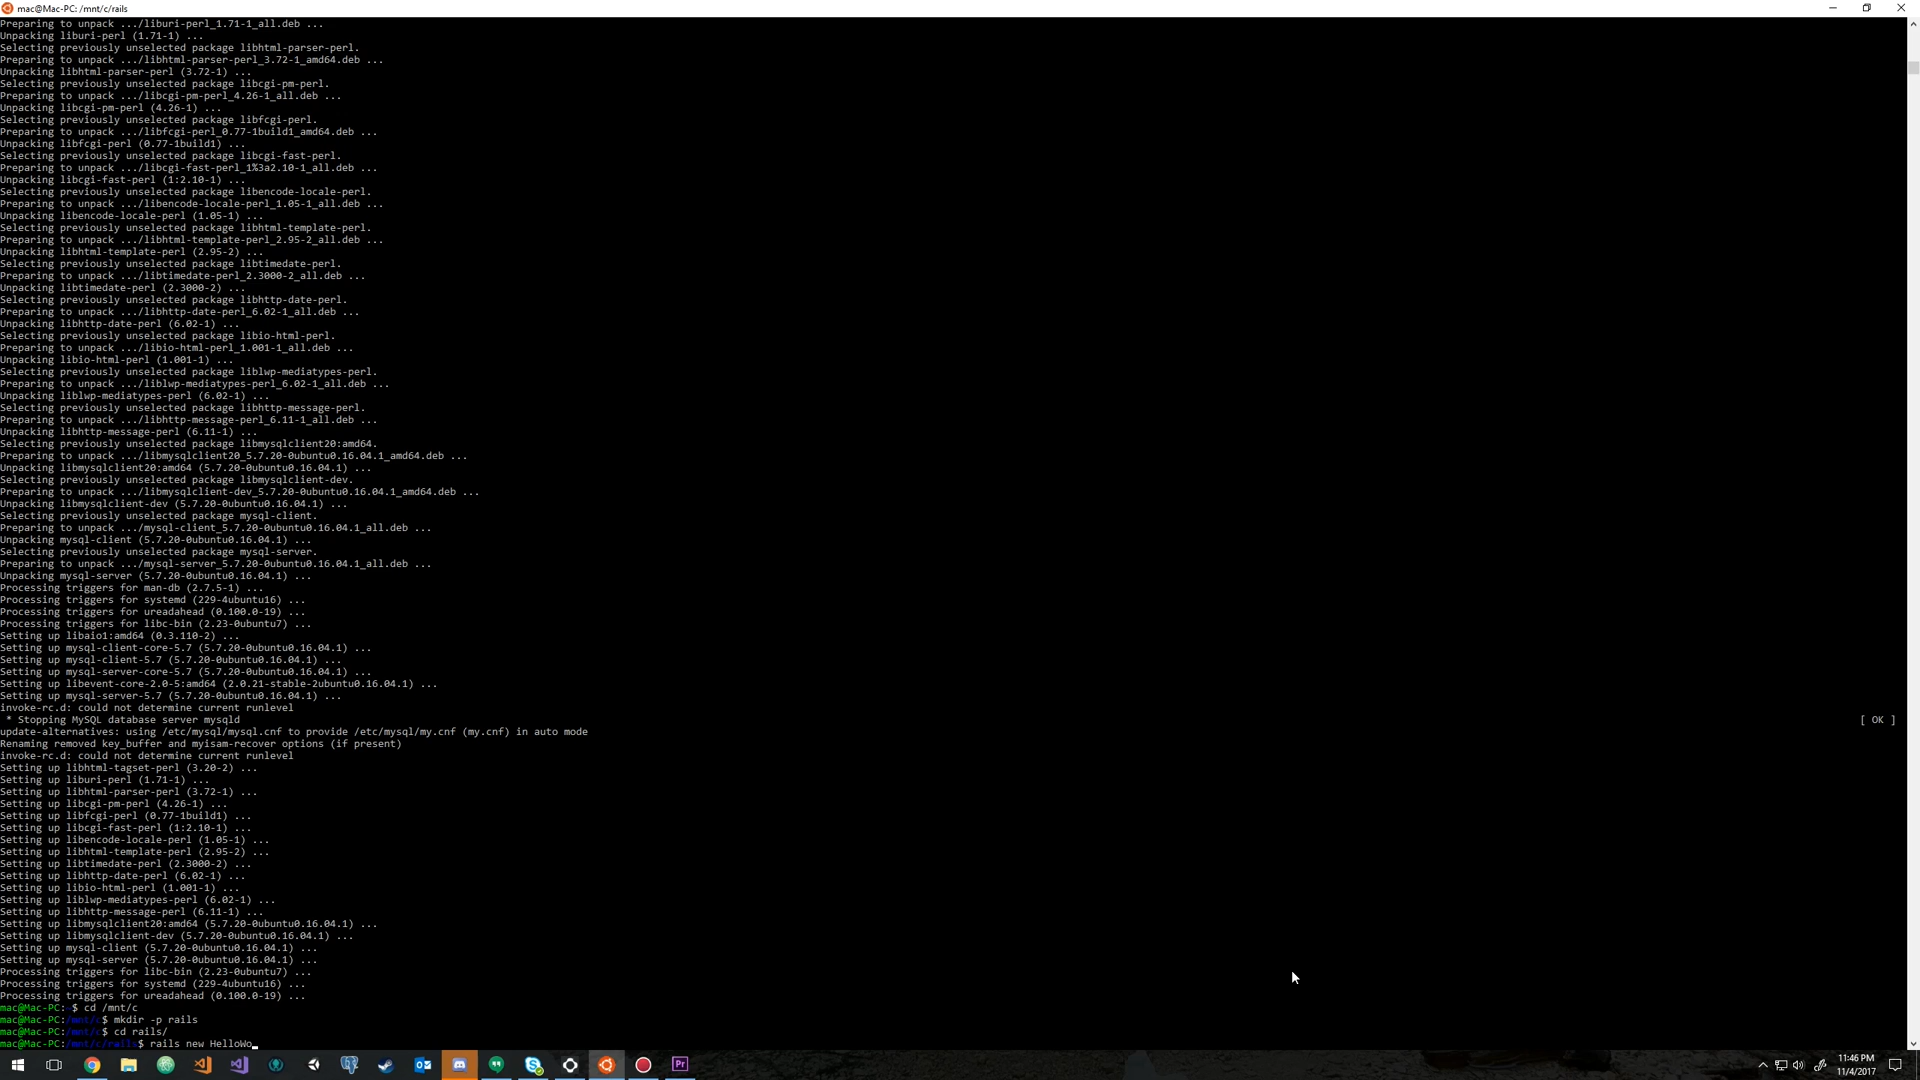 mac@Mac-PC: /mnt/c/rails
Preparing to unpack .../liburi-perl_1.71-1_all.deb ...
Unpacking liburi-perl (1.71-1) ...
Selecting previously unselected package libhtml-parser-perl.
Preparing to unpack .../libhtml-parser-perl_3.72-1_amd64.deb ...
Unpacking libhtml-parser-perl (3.72-1) ...
Selecting previously unselected package libcgi-pm-perl.
Preparing to unpack .../libcgi-pm-perl_4.26-1_all.deb ...
Unpacking libcgi-pm-perl (4.26-1) ...
Selecting previously unselected package libfcgi-perl.
Preparing to unpack .../libfcgi-perl_0.77-1build1_amd64.deb ...
Unpacking libfcgi-perl (0.77-1build1) ...
Selecting previously unselected package libcgi-fast-perl.
Preparing to unpack .../libcgi-fast-perl_1%3a2.10-1_all.deb ...
Unpacking libcgi-fast-perl (1:2.10-1) ...
Selecting previously unselected package libencode-locale-perl.
Preparing to unpack .../libencode-locale-perl_1.05-1_all.deb ...
Unpacking libencode-locale-perl (1.05-1) ...
Selecting previously unselected package libhtml-template-perl.
Preparing to unpack .../libhtml-template-perl_2.95-2_all.deb ...
Unpacking libhtml-template-perl (2.95-2) ...
Selecting previously unselected package libtimedate-perl.
Preparing to unpack .../libtimedate-perl_2.3000-2_all.deb ...
Unpacking libtimedate-perl (2.3000-2) ...
Selecting previously unselected package libhttp-date-perl.
Preparing to unpack .../libhttp-date-perl_6.02-1_all.deb ...
Unpacking libhttp-date-perl (6.02-1) ...
Selecting previously unselected package libio-html-perl.
Preparing to unpack .../libio-html-perl_1.001-1_all.deb ...
Unpacking libio-html-perl (1.001-1) ...
Selecting previously unselected package liblwp-mediatypes-perl.
Preparing to unpack .../liblwp-mediatypes-perl_6.02-1_all.deb ...
Unpacking liblwp-mediatypes-perl (6.02-1) ...
Selecting previously unselected package libhttp-message-perl.
Preparing to unpack .../libhttp-message-perl_6.11-1_all.deb ...
Unpacking libhttp-message-perl (6.11-1) ...
Selecting previously unselected package libmysqlclient20:amd64.
Preparing to unpack .../libmysqlclient20_5.7.20-0ubuntu0.16.04.1_amd64.deb ...
Unpacking libmysqlclient20:amd64 (5.7.20-0ubuntu0.16.04.1) ...
Selecting previously unselected package libmysqlclient-dev.
Preparing to unpack .../libmysqlclient-dev_5.7.20-0ubuntu0.16.04.1_amd64.deb ...
Unpacking libmysqlclient-dev (5.7.20-0ubuntu0.16.04.1) ...
Selecting previously unselected package mysql-client.
Preparing to unpack .../mysql-client_5.7.20-0ubuntu0.16.04.1_all.deb ...
Unpacking mysql-client (5.7.20-0ubuntu0.16.04.1) ...
Selecting previously unselected package mysql-server.
Preparing to unpack .../mysql-server_5.7.20-0ubuntu0.16.04.1_all.deb ...
Unpacking mysql-server (5.7.20-0ubuntu0.16.04.1) ...
Processing triggers for man-db (2.7.5-1) ...
Processing triggers for systemd (229-4ubuntu16) ...
Processing triggers for ureadahead (0.100.0-19) ...
Processing triggers for libc-bin (2.23-0ubuntu7) ...
Setting up libaio1:amd64 (0.3.110-2) ...
Setting up mysql-client-core-5.7 (5.7.20-0ubuntu0.16.04.1) ...
Setting up mysql-client-5.7 (5.7.20-0ubuntu0.16.04.1) ...
Setting up mysql-server-core-5.7 (5.7.20-0ubuntu0.16.04.1) ...
Setting up libevent-core-2.0-5:amd64 (2.0.21-stable-2ubuntu0.16.04.1) ...
Setting up mysql-server-5.7 (5.7.20-0ubuntu0.16.04.1) ...
invoke-rc.d: could not determine current runlevel
* Stopping MySQL database server mysqld [ OK ]
update-alternatives: using /etc/mysql/mysql.cnf to provide /etc/mysql/my.cnf (my.cnf) in auto mode
Renaming removed key_buffer and myisam-recover options (if present)
invoke-rc.d: could not determine current runlevel
Setting up libhtml-tagset-perl (3.20-2) ...
Setting up liburi-perl (1.71-1) ...
Setting up libhtml-parser-perl (3.72-1) ...
Setting up libcgi-pm-perl (4.26-1) ...
Setting up libfcgi-perl (0.77-1build1) ...
Setting up libcgi-fast-perl (1:2.10-1) ...
Setting up libencode-locale-perl (1.05-1) ...
Setting up libhtml-template-perl (2.95-2) ...
Setting up libtimedate-perl (2.3000-2) ...
Setting up libhttp-date-perl (6.02-1) ...
Setting up libio-html-perl (1.001-1) ...
Setting up liblwp-mediatypes-perl (6.02-1) ...
Setting up libhttp-message-perl (6.11-1) ...
Setting up libmysqlclient20:amd64 (5.7.20-0ubuntu0.16.04.1) ...
Setting up libmysqlclient-dev (5.7.20-0ubuntu0.16.04.1) ...
Setting up mysql-client (5.7.20-0ubuntu0.16.04.1) ...
Setting up mysql-server (5.7.20-0ubuntu0.16.04.1) ...
Processing triggers for libc-bin (2.23-0ubuntu7) ...
Processing triggers for systemd (229-4ubuntu16) ...
Processing triggers for ureadahead (0.100.0-19) ...
mac@Mac-PC:~$ cd /mnt/c
mac@Mac-PC:/mnt/c$ mkdir -p rails
mac@Mac-PC:/mnt/c$ cd rails/
mac@Mac-PC:/mnt/c/rails$ rails new HelloWo_
Pr
11:46 PM
11/4/2017